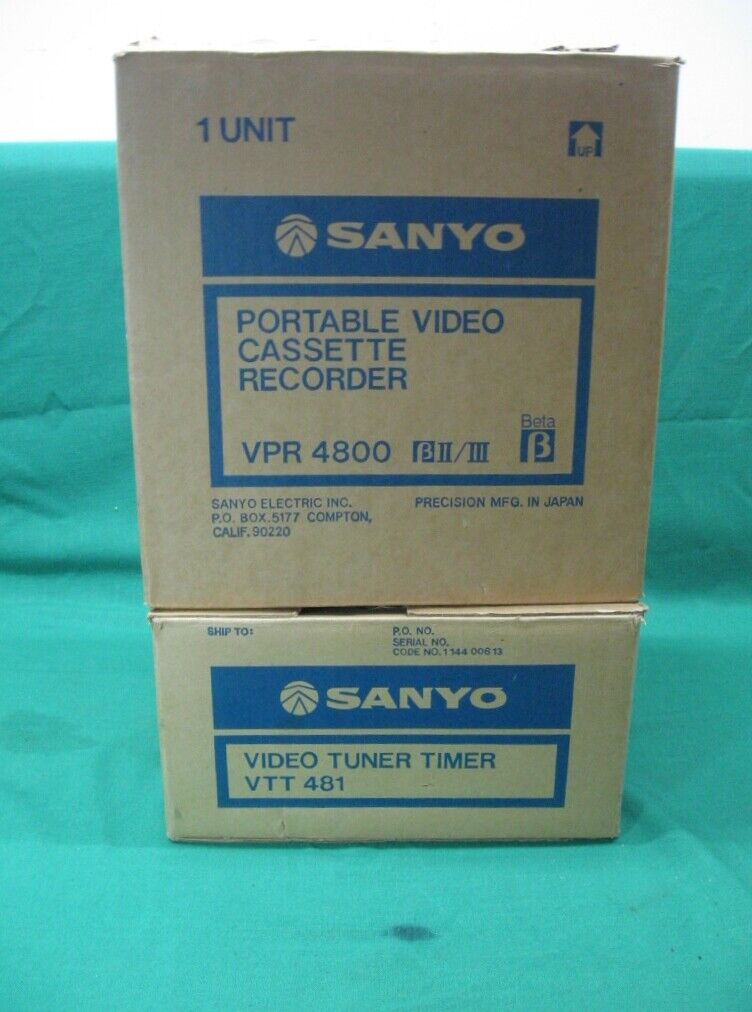 1 UNIT
UP
SANYO
PORTABLE VIDEO
CASSETTE
RECORDER
VPR 4800 βII/III
Beta
β
SANYO ELECTRIC INC.
P.O. BOX.5177 COMPTON,
CALIF.90220
PRECISION MFG. IN JAPAN
SHIP TO:
P.O. NO.
SERIAL NO.
CODE NO. 1 144 00613
SANYO
VIDEO TUNER TIMER
VTT 481